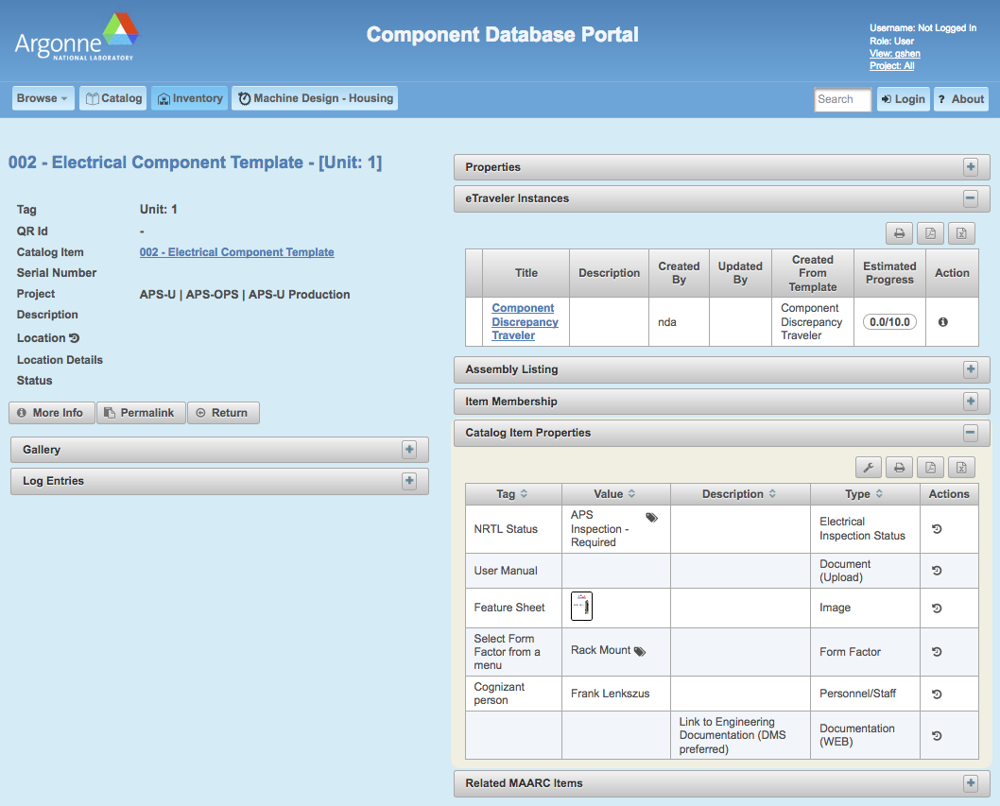 Argonne
NATIONAL LABORATORY
Component Database Portal
Username: Not Logged In
Role: User
View: gshen
Project: All
Browse
Catalog
Inventory
Machine Design - Housing
Search
Login
? About
002 - Electrical Component Template - [Unit: 1]
Tag Unit: 1
QR Id -
Catalog Item 002 - Electrical Component Template
Serial Number
Project APS-U | APS-OPS | APS-U Production
Description
Location
Location Details
Status
More Info
Permalink
Return
Gallery
Log Entries
Properties
eTraveler Instances
Title
Description
Created
By
Updated
By
Created
From
Template
Estimated
Progress
Action
Component
Discrepancy
Traveler
nda
Component
Discrepancy
Traveler
0.0/10.0
Assembly Listing
Item Membership
Catalog Item Properties
Tag
Value
Description
Type
Actions
NRTL Status
APS
Inspection -
Required
Electrical
Inspection Status
User Manual
Document
(Upload)
Feature Sheet
Image
Select Form
Factor from a
menu
Rack Mount
Form Factor
Cognizant
person
Frank Lenkszus
Personnel/Staff
Link to Engineering
Documentation (DMS
preferred)
Documentation
(WEB)
Related MAARC Items